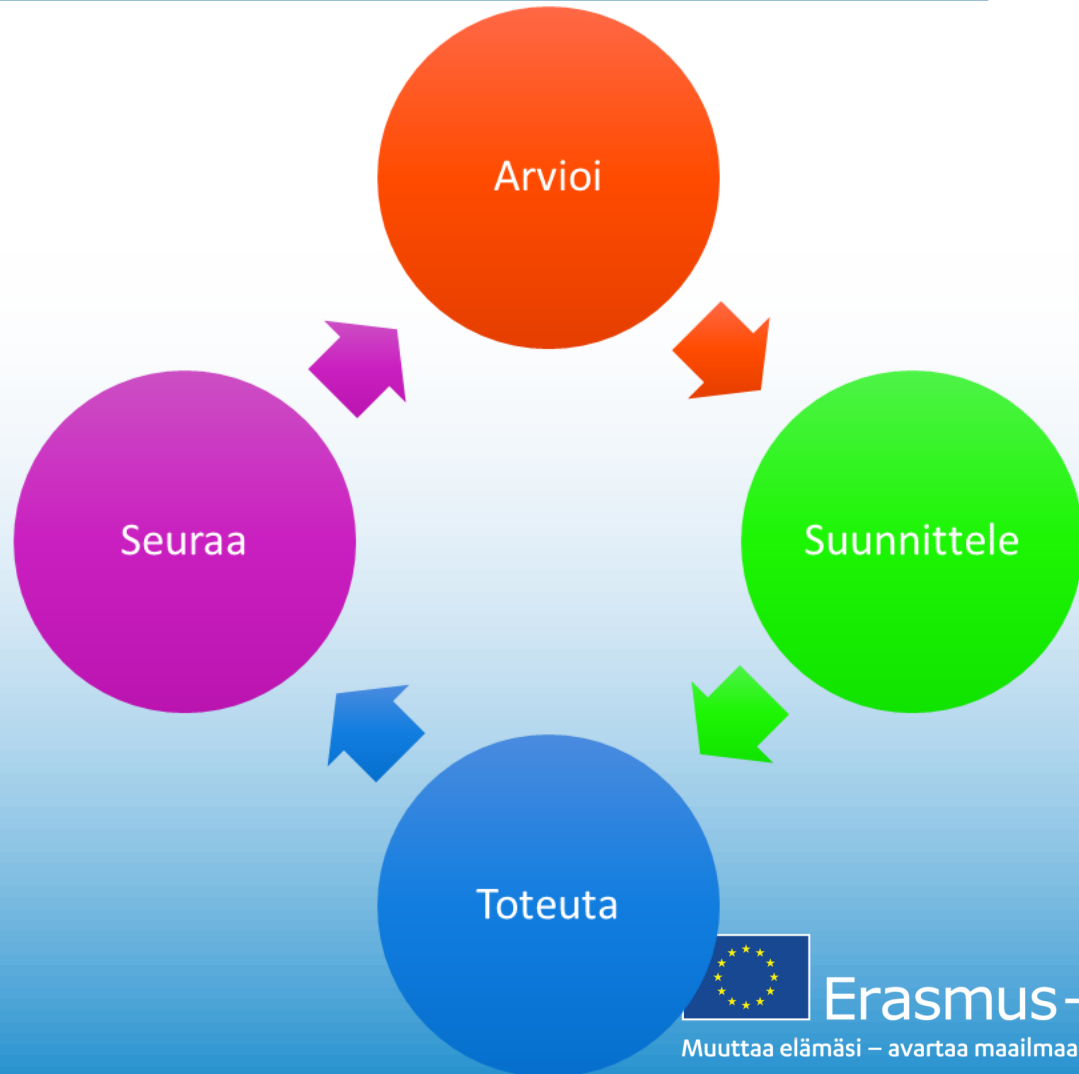 Arvioi
Seuraa
Suunnittele
Toteuta
Erasmus+
Muuttaa elämäsi – avartaa maailmaa